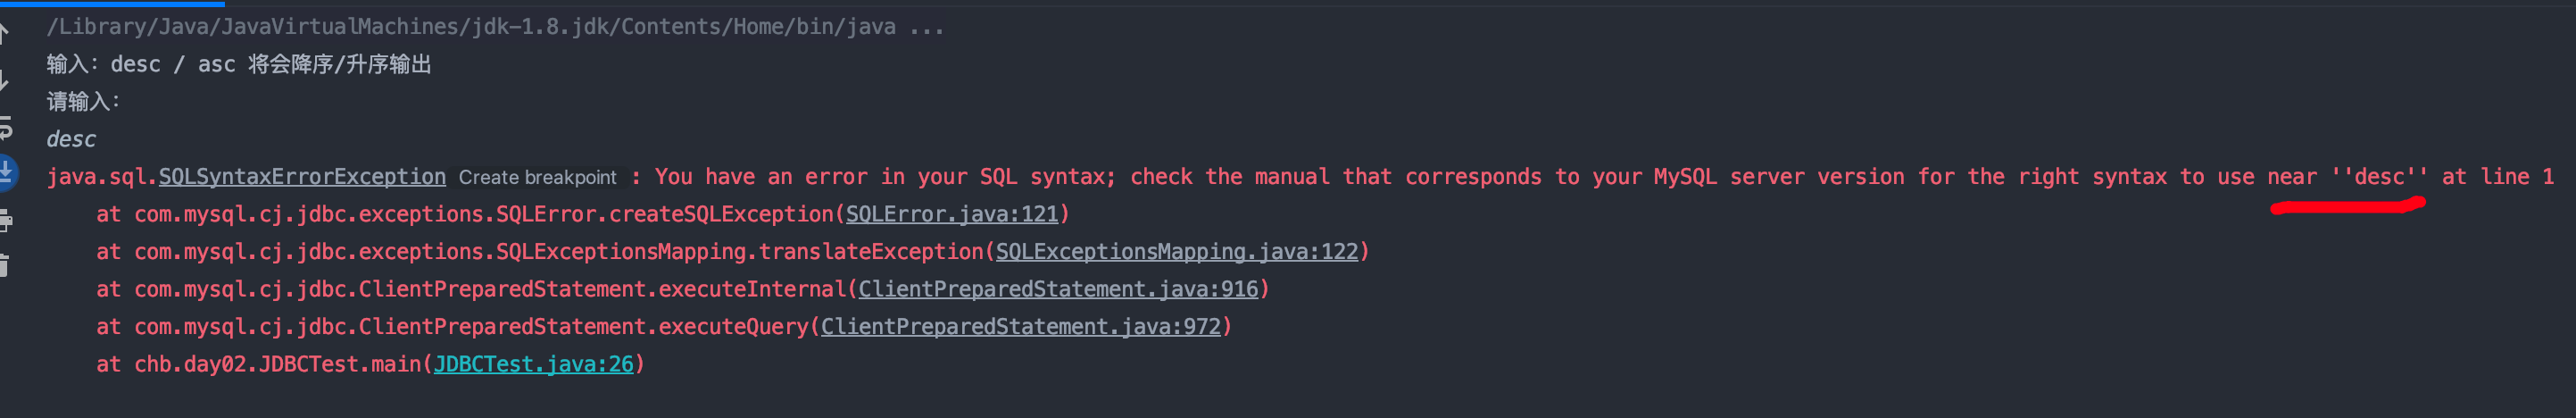 /Library/Java/JavaVirtualMachines/jdk-1.8.jdk/Contents/Home/bin/java ...
输入：desc / asc 将会降序/升序输出
请输入：
desc
java.sql.SQLSyntaxErrorException Create breakpoint : You have an error in your SQL syntax; check the manual that corresponds to your MySQL server version for the right syntax to use near ''desc'' at line 1
at com.mysql.cj.jdbc.exceptions.SQLError.createSQLException(SQLError.java:121)
at com.mysql.cj.jdbc.exceptions.SQLExceptionsMapping.translateException(SQLExceptionsMapping.java:122)
at com.mysql.cj.jdbc.ClientPreparedStatement.executeInternal(ClientPreparedStatement.java:916)
at com.mysql.cj.jdbc.ClientPreparedStatement.executeQuery(ClientPreparedStatement.java:972)
at chb.day02.JDBCTest.main(JDBCTest.java:26)